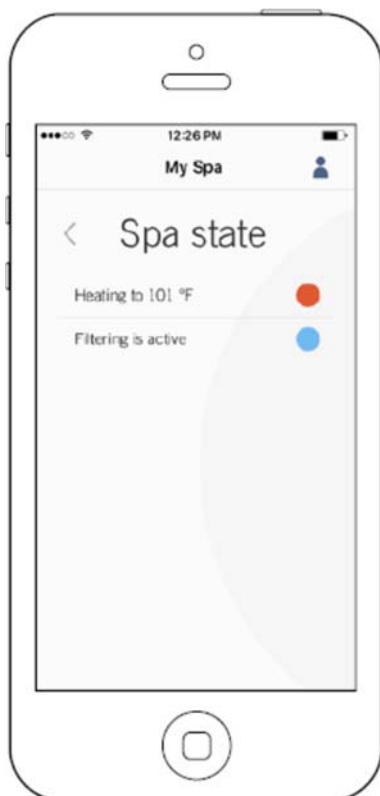 12:26 PM
My Spa
Spa state
Heating to 101 °F
Filtering is active